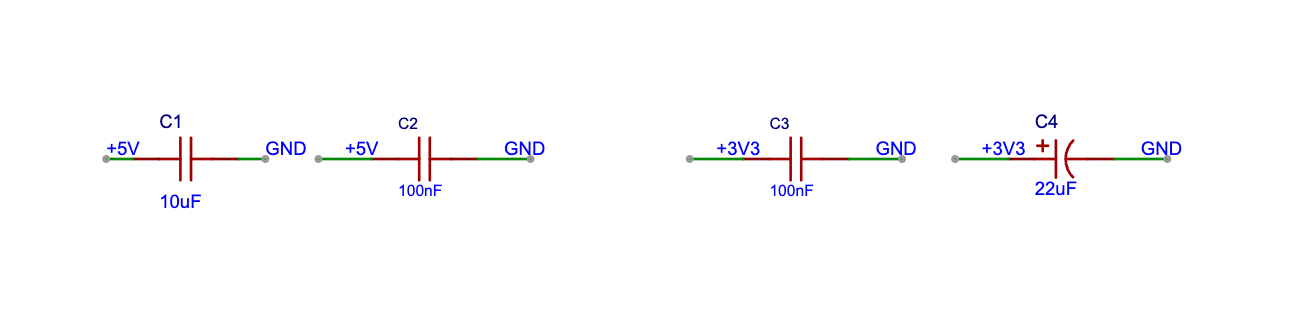 C1
+5V
GND
10uF
C2
+5V
GND
100nF
C3
+3V3
GND
100nF
C4
+3V3
+
GND
22uF